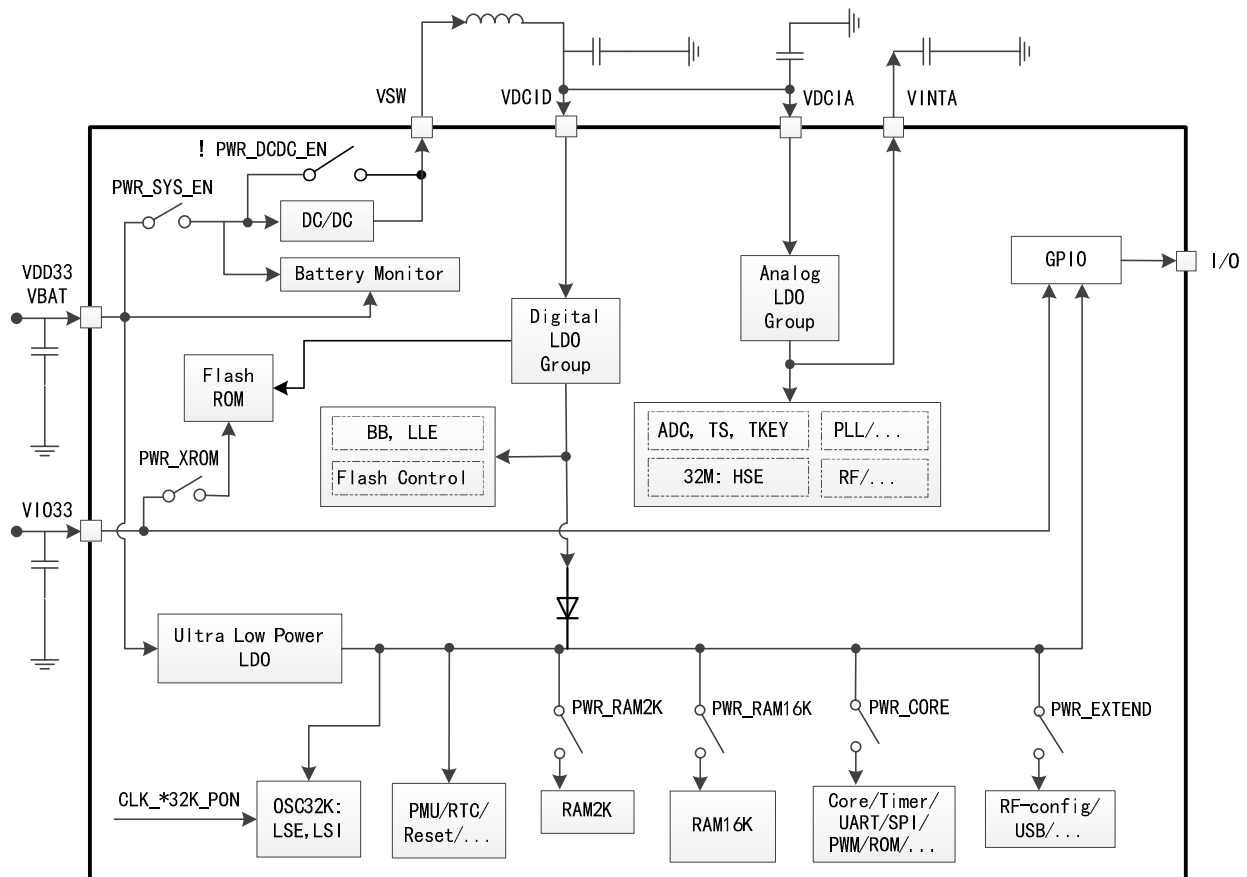 VSW
VDCID
VDCIA
VINTA
! PWR_DCDC_EN
PWR_SYS_EN
DC/DC
Battery Monitor
VDD33
VBAT
GPIO
I/O
Analog
LDO
Group
Digital
LDO
Group
Flash
ROM
BB, LLE
Flash Control
ADC, TS, TKEY
PLL/...
32M: HSE
RF/...
PWR_XROM
VIO33
Ultra Low Power
LDO
PWR_RAM2K
PWR_RAM16K
PWR_CORE
PWR_EXTEND
CLK_*32K_PON
OSC32K:
LSE,LSI
PMU/RTC/
Reset/...
RAM2K
RAM16K
Core/Timer/
UART/SPI/
PWM/ROM/...
RF-config/
USB/...